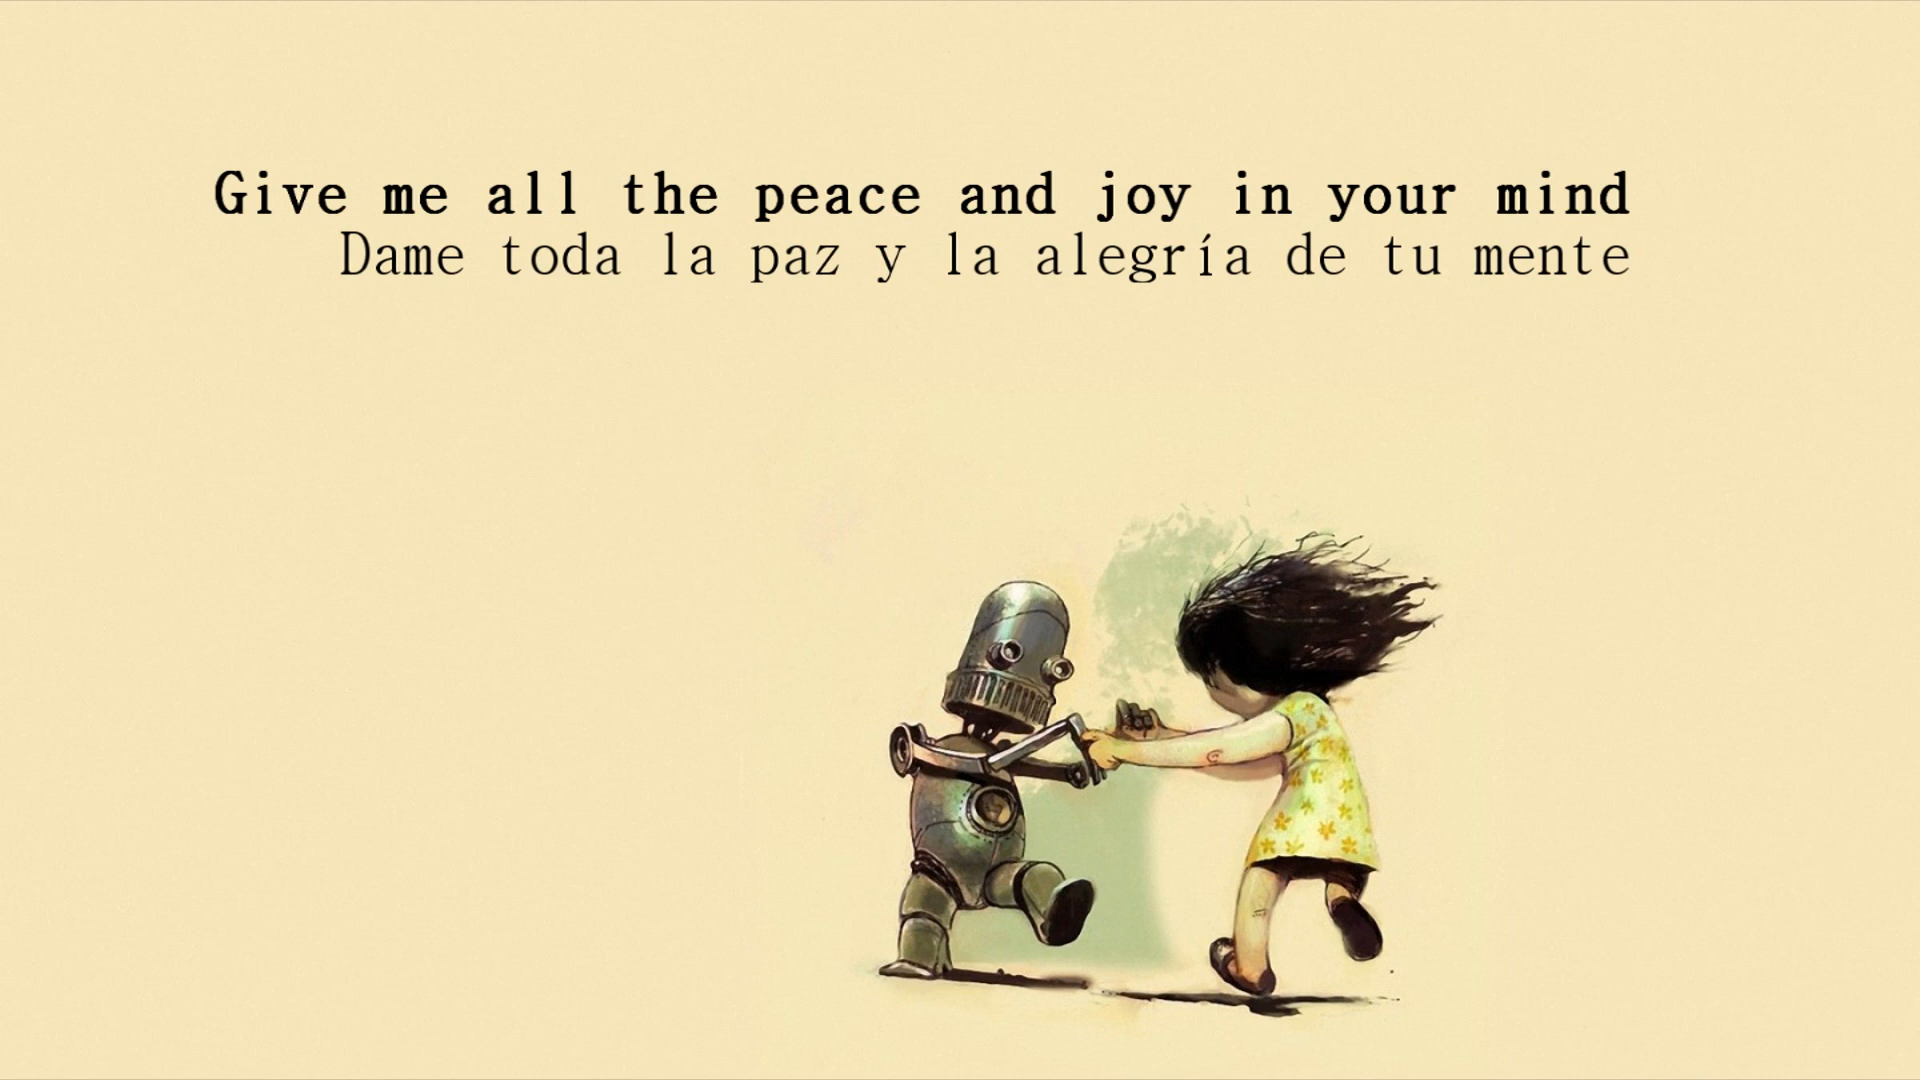 Give me all the peace and joy in your mind
Dame toda la paz y la alegría de tu mente